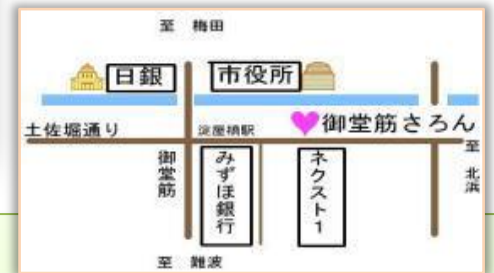 至 梅田
日銀
市役所
土佐堀通り
淀屋橋駅
御堂筋さろん
至 北浜
御堂筋
みずほ銀行
ネクスト1
至 難波